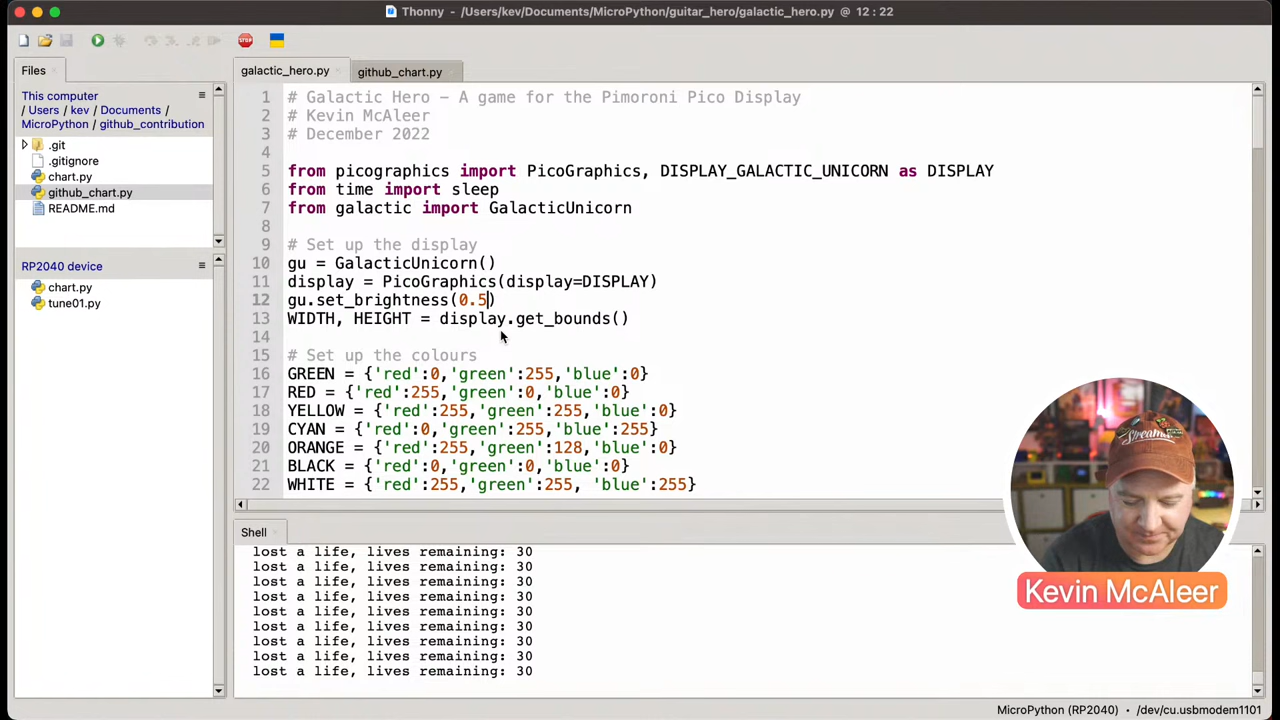 Thonny - /Users/kev/Documents/MicroPython/guitar_hero/galactic_hero.py @ 12 : 22
Files
This computer
/ Users / kev / Documents /
MicroPython / github_contribution
.git
.gitignore
chart.py
github_chart.py
README.md
RP2040 device
chart.py
tune01.py
galactic_hero.py
github_chart.py
1 # Galactic Hero – A game for the Pimoroni Pico Display
2 # Kevin McAleer
3 # December 2022
4
5 from picographics import PicoGraphics, DISPLAY_GALACTIC_UNICORN as DISPLAY
6 from time import sleep
7 from galactic import GalacticUnicorn
8
9 # Set up the display
10 gu = GalacticUnicorn()
11 display = PicoGraphics(display=DISPLAY)
12 gu.set_brightness(0.5)
13 WIDTH, HEIGHT = display.get_bounds()
14
15 # Set up the colours
16 GREEN = {'red':0,'green':255,'blue':0}
17 RED = {'red':255,'green':0,'blue':0}
18 YELLOW = {'red':255,'green':255,'blue':0}
19 CYAN = {'red':0,'green':255,'blue':255}
20 ORANGE = {'red':255,'green':128,'blue':0}
21 BLACK = {'red':0,'green':0,'blue':0}
22 WHITE = {'red':255,'green':255, 'blue':255}
Shell
lost a life, lives remaining: 30
lost a life, lives remaining: 30
lost a life, lives remaining: 30
lost a life, lives remaining: 30
lost a life, lives remaining: 30
lost a life, lives remaining: 30
lost a life, lives remaining: 30
lost a life, lives remaining: 30
lost a life, lives remaining: 30
Kevin McAleer
MicroPython (RP2040) • /dev/cu.usbmodem1101